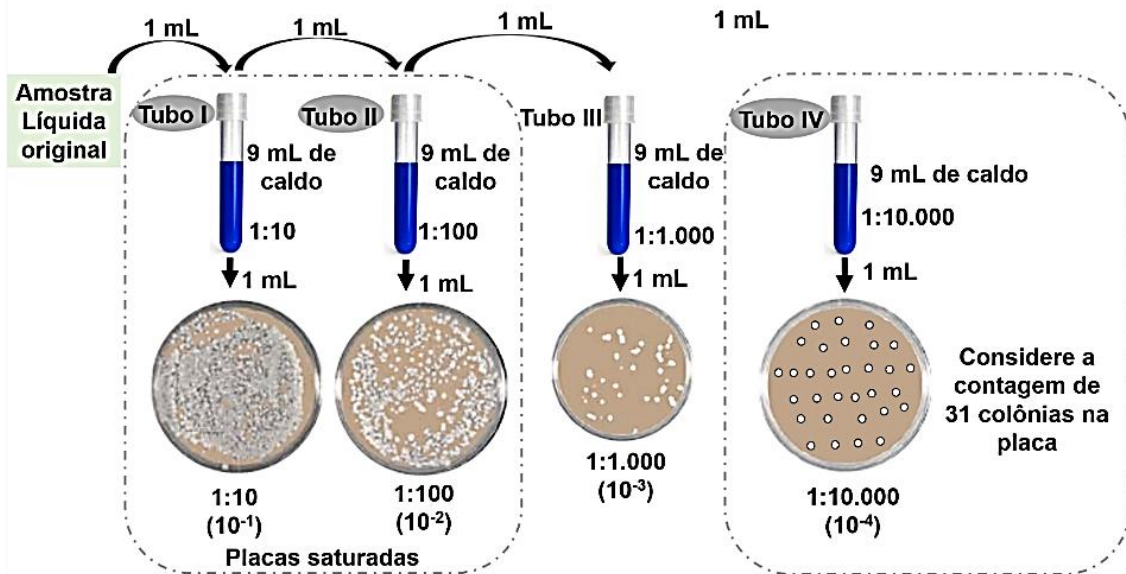 1 mL
1 mL
1 mL
1 mL
Amostra
Líquida
original
Tubo I
9 mL de
caldo
1:10
1 mL
1:10
(10⁻¹)
Tubo II
9 mL de
caldo
1:100
1 mL
1:100
(10⁻²)
Placas saturadas
Tubo III
9 mL de
caldo
1:1.000
1 mL
1:1.000
(10⁻³)
Tubo IV
9 mL de caldo
1:10.000
1 mL
1:10.000
(10⁻⁴)
Considere a
contagem de
31 colônias na
placa